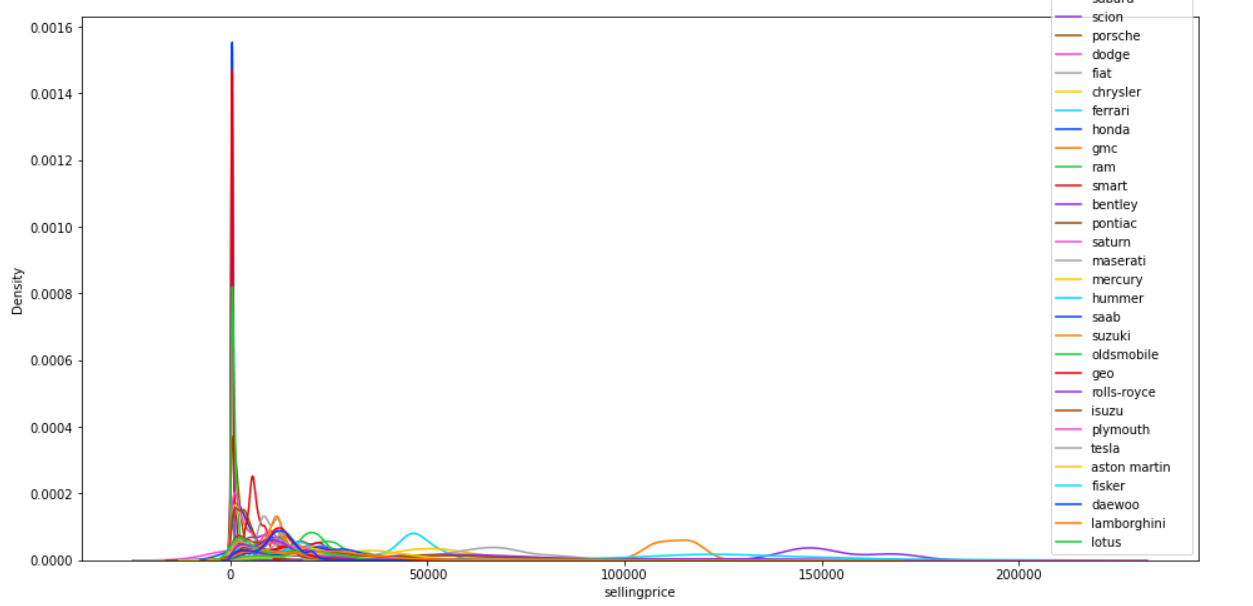 0.0016
0.0014
0.0012
0.0010
0.0008
0.0006
0.0004
0.0002
0.0000
Density
0
50000
100000
150000
200000
sellingprice
scion
porsche
dodge
fiat
chrysler
ferrari
honda
gmc
ram
smart
bentley
pontiac
saturn
maserati
mercury
hummer
saab
suzuki
oldsmobile
geo
rolls-royce
isuzu
plymouth
tesla
aston martin
fisker
daewoo
lamborghini
lotus